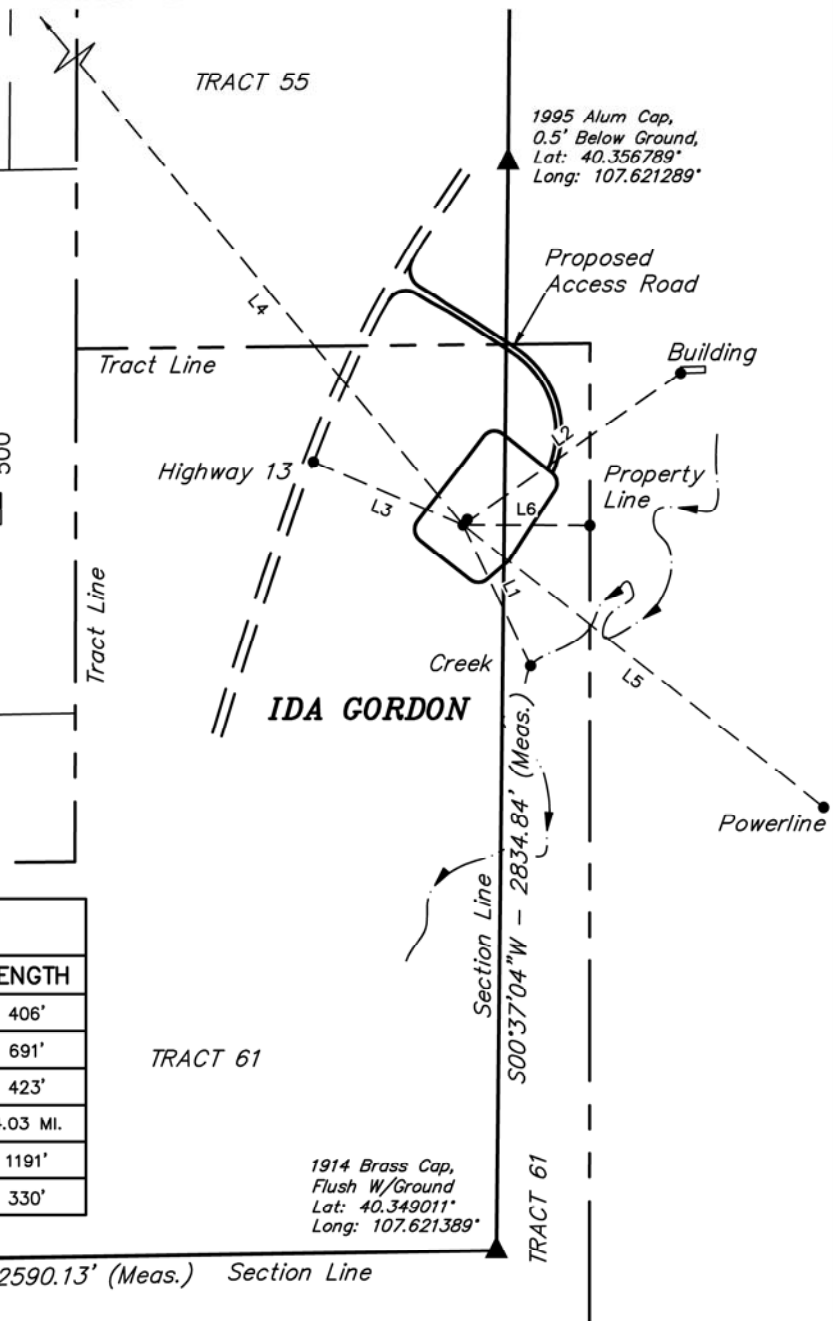 TRACT 55
1995 Alum Cap,
0.5' Below Ground,
Lat: 40.356789°
Long: 107.621289°
Proposed
Access Road
L4
Tract Line
Building
L2
500
Highway 13
Property
Line
L3
L6
L1
Tract Line
Creek
L5
IDA GORDON
Powerline
Section Line
S00°37'04"W - 2834.84' (Meas.)
ENGTH
406'
691'
423'
.03 MI.
1191'
330'
TRACT 61
1914 Brass Cap,
Flush W/Ground
Lat: 40.349011°
Long: 107.621389°
TRACT 61
2590.13' (Meas.) Section Line